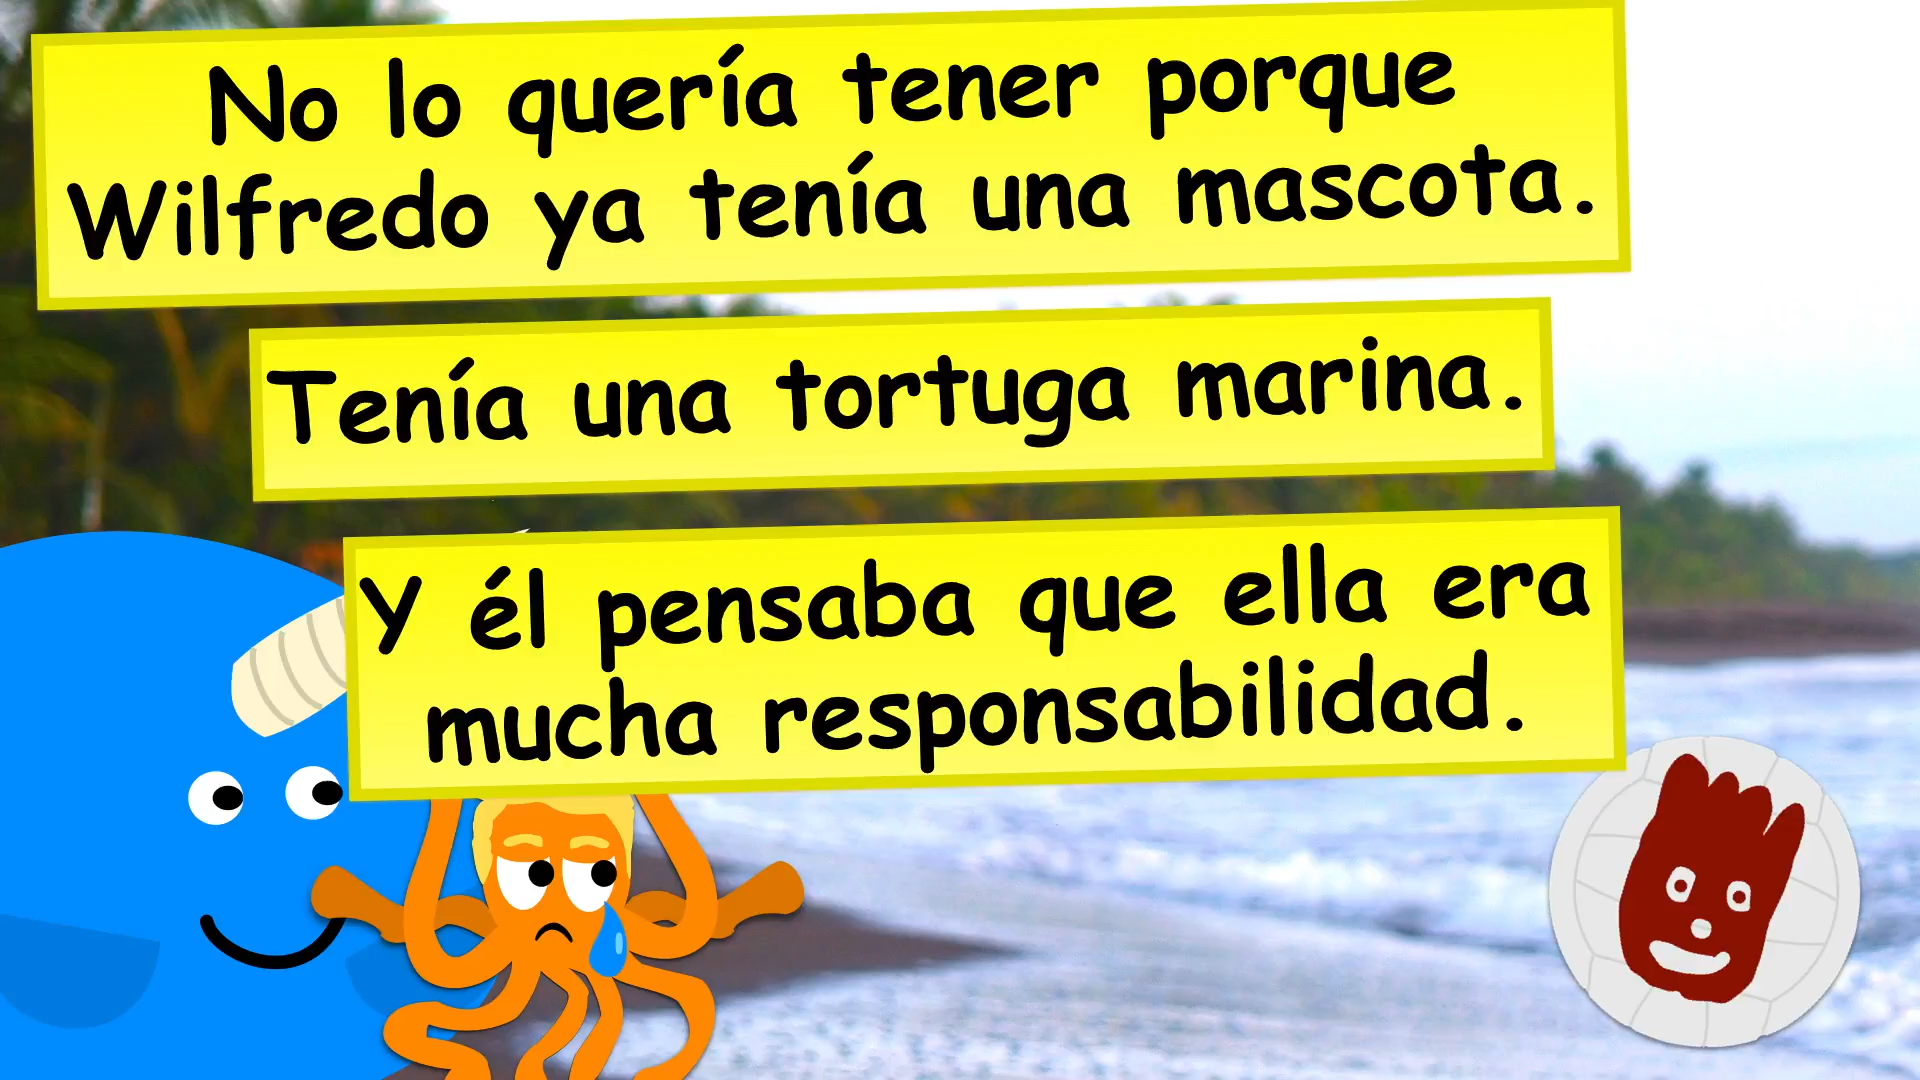 No lo quería tener porque
Wilfredo ya tenía una mascota.
Tenía una tortuga marina.
Y él pensaba que ella era
mucha responsabilidad.